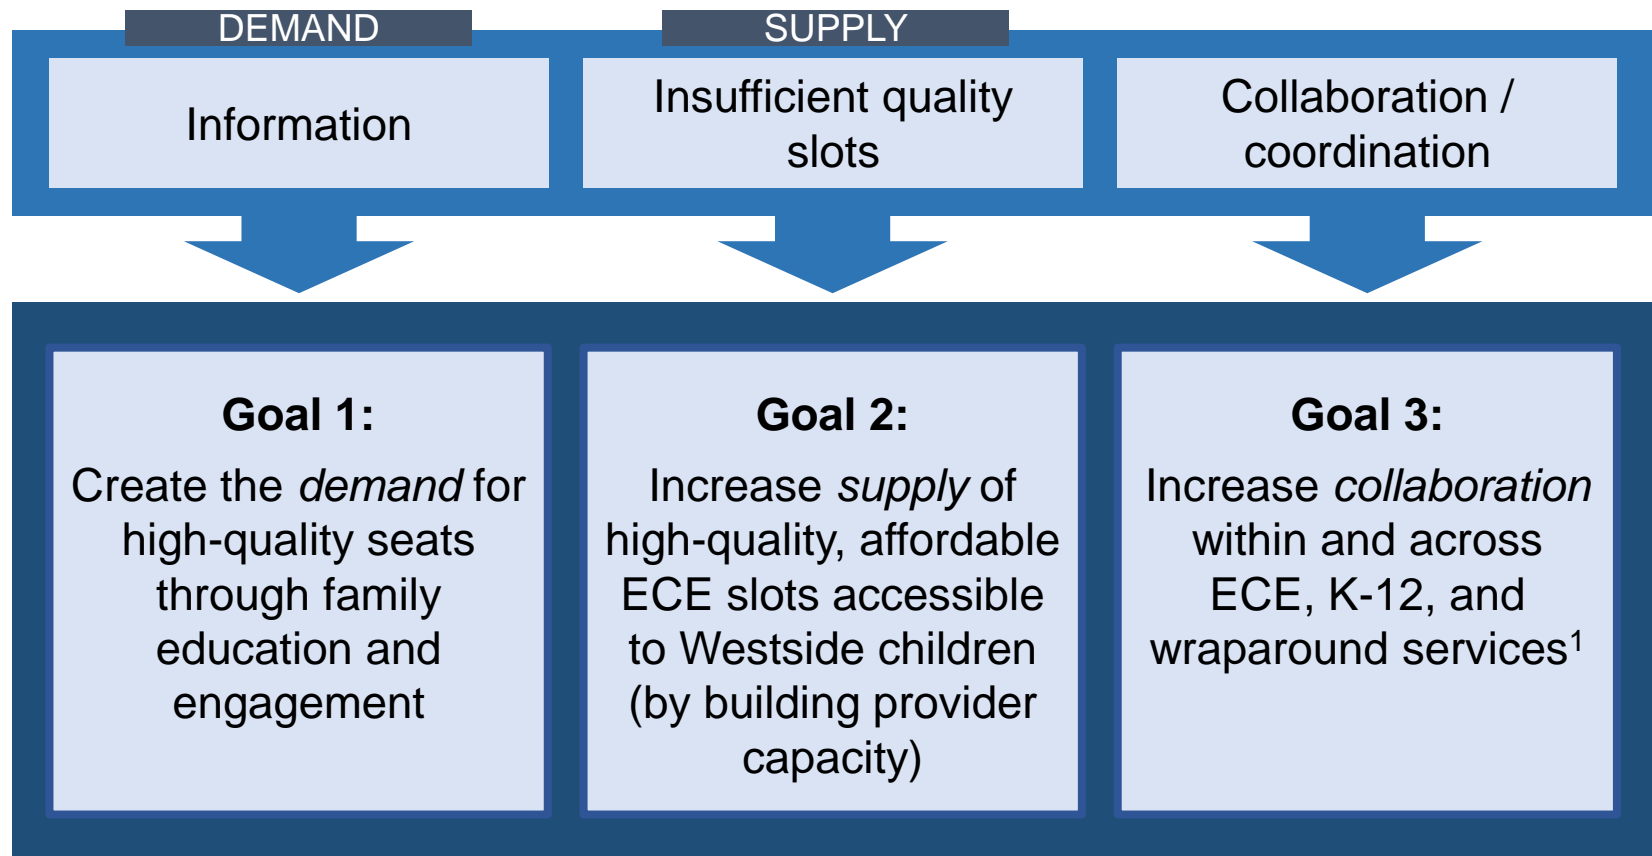 DEMAND
SUPPLY
Information
Insufficient quality
slots
Collaboration /
coordination
Goal 1:
Create the demand for
high-quality seats
through family
education and
engagement
Goal 2:
Increase supply of
high-quality, affordable
ECE slots accessible
to Westside children
(by building provider
capacity)
Goal 3:
Increase collaboration
within and across
ECE, K-12, and
wraparound services¹